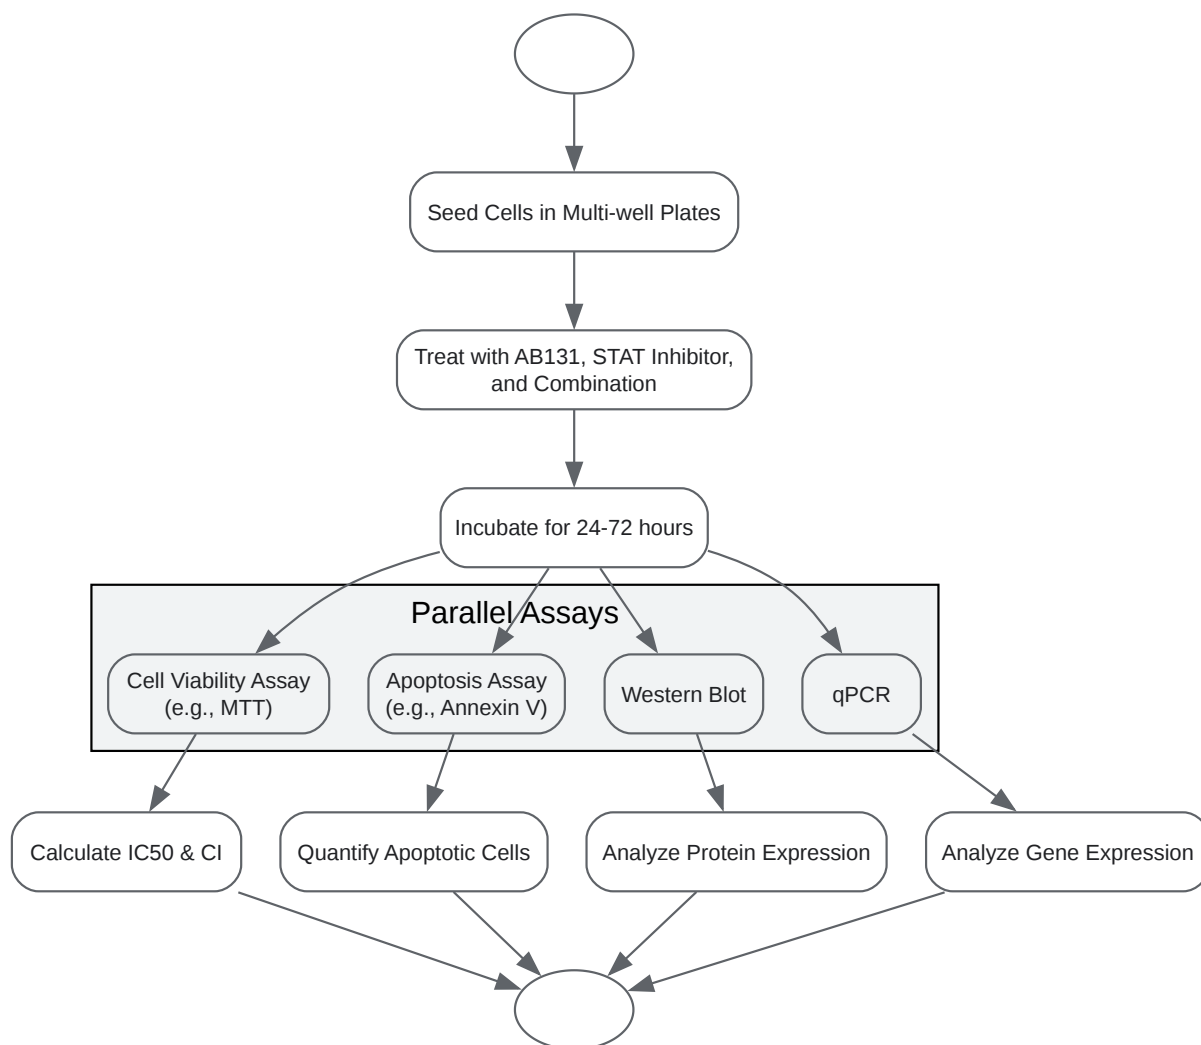 Seed Cells in Multi-well Plates
Treat with AB131, STAT Inhibitor,
and Combination
Incubate for 24-72 hours
Parallel Assays
Cell Viability Assay
(e.g., MTT)
Apoptosis Assay
(e.g., Annexin V)
Western Blot
qPCR
Calculate IC50 & CI
Quantify Apoptotic Cells
Analyze Protein Expression
Analyze Gene Expression